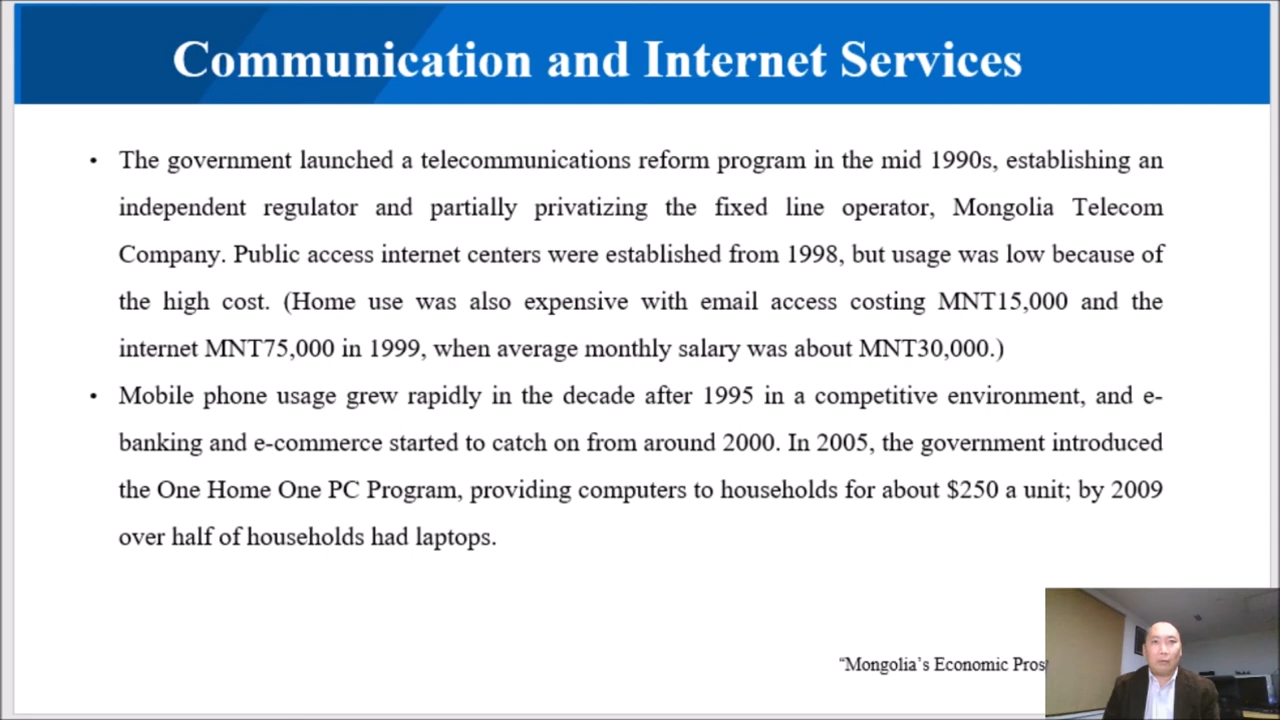 Communication and Internet Services
• The government launched a telecommunications reform program in the mid 1990s, establishing an
independent regulator and partially privatizing the fixed line operator, Mongolia Telecom
Company. Public access internet centers were established from 1998, but usage was low because of
the high cost. (Home use was also expensive with email access costing MNT15,000 and the
internet MNT75,000 in 1999, when average monthly salary was about MNT30,000.)
• Mobile phone usage grew rapidly in the decade after 1995 in a competitive environment, and e-
banking and e-commerce started to catch on from around 2000. In 2005, the government introduced
the One Home One PC Program, providing computers to households for about $250 a unit; by 2009
over half of households had laptops.
“Mongolia’s Economic